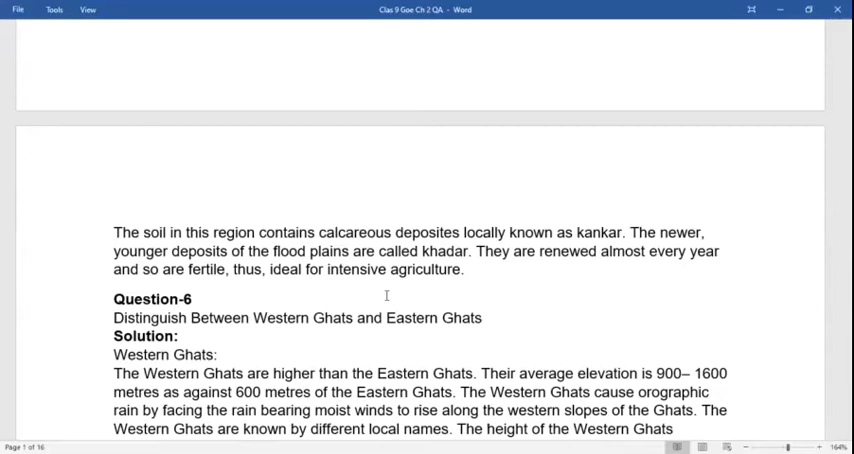 File Tools View Clas 9 Goe Ch 2 QA - Word
The soil in this region contains calcareous deposites locally known as kankar. The newer,
younger deposits of the flood plains are called khadar. They are renewed almost every year
and so are fertile, thus, ideal for intensive agriculture.
Question-6
Distinguish Between Western Ghats and Eastern Ghats
Solution:
Western Ghats:
The Western Ghats are higher than the Eastern Ghats. Their average elevation is 900– 1600
metres as against 600 metres of the Eastern Ghats. The Western Ghats cause orographic
rain by facing the rain bearing moist winds to rise along the western slopes of the Ghats. The
Western Ghats are known by different local names. The height of the Western Ghats
Page 1 of 16 164%